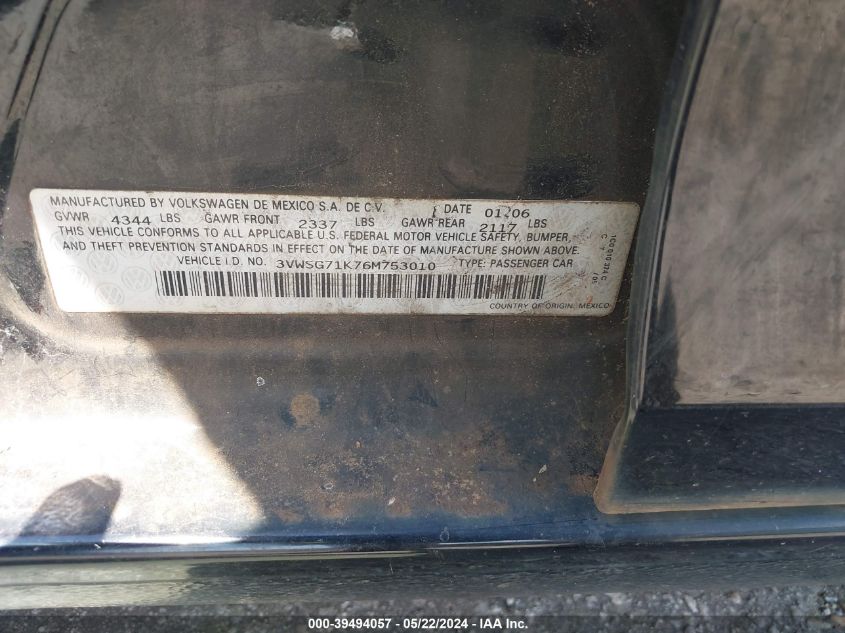 MANUFACTURED BY VOLKSWAGEN DE MEXICO S.A. DE C.V. DATE 01/06
GVWR 4344 LBS GAWR FRONT 2337 LBS GAWR REAR 2117 LBS
THIS VEHICLE CONFORMS TO ALL APPLICABLE U.S. FEDERAL MOTOR VEHICLE SAFETY, BUMPER,
AND THEFT PREVENTION STANDARDS IN EFFECT ON THE DATE OF MANUFACTURE SHOWN ABOVE.
VEHICLE I.D. NO. 3VWSG71K76M753010 TYPE: PASSENGER CAR
COUNTRY OF ORIGIN: MEXICO
1C0 010 374 C
000-39494057 - 05/22/2024 - IAA Inc.